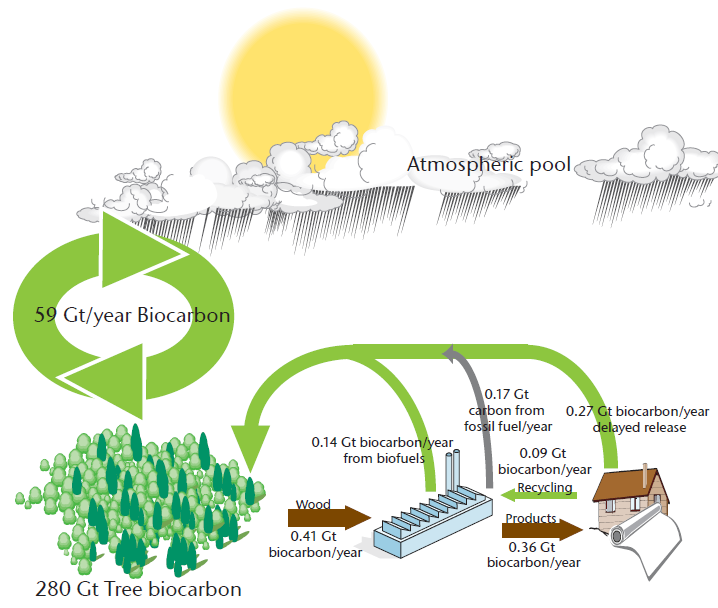 Atmospheric pool
59 Gt/year Biocarbon
0.17 Gt
carbon from
fossil fuel/year
0.27 Gt biocarbon/year
delayed release
0.14 Gt biocarbon/year
from biofuels
0.09 Gt
biocarbon/year
Recycling
Wood
0.41 Gt
biocarbon/year
Products
0.36 Gt
biocarbon/year
280 Gt Tree biocarbon